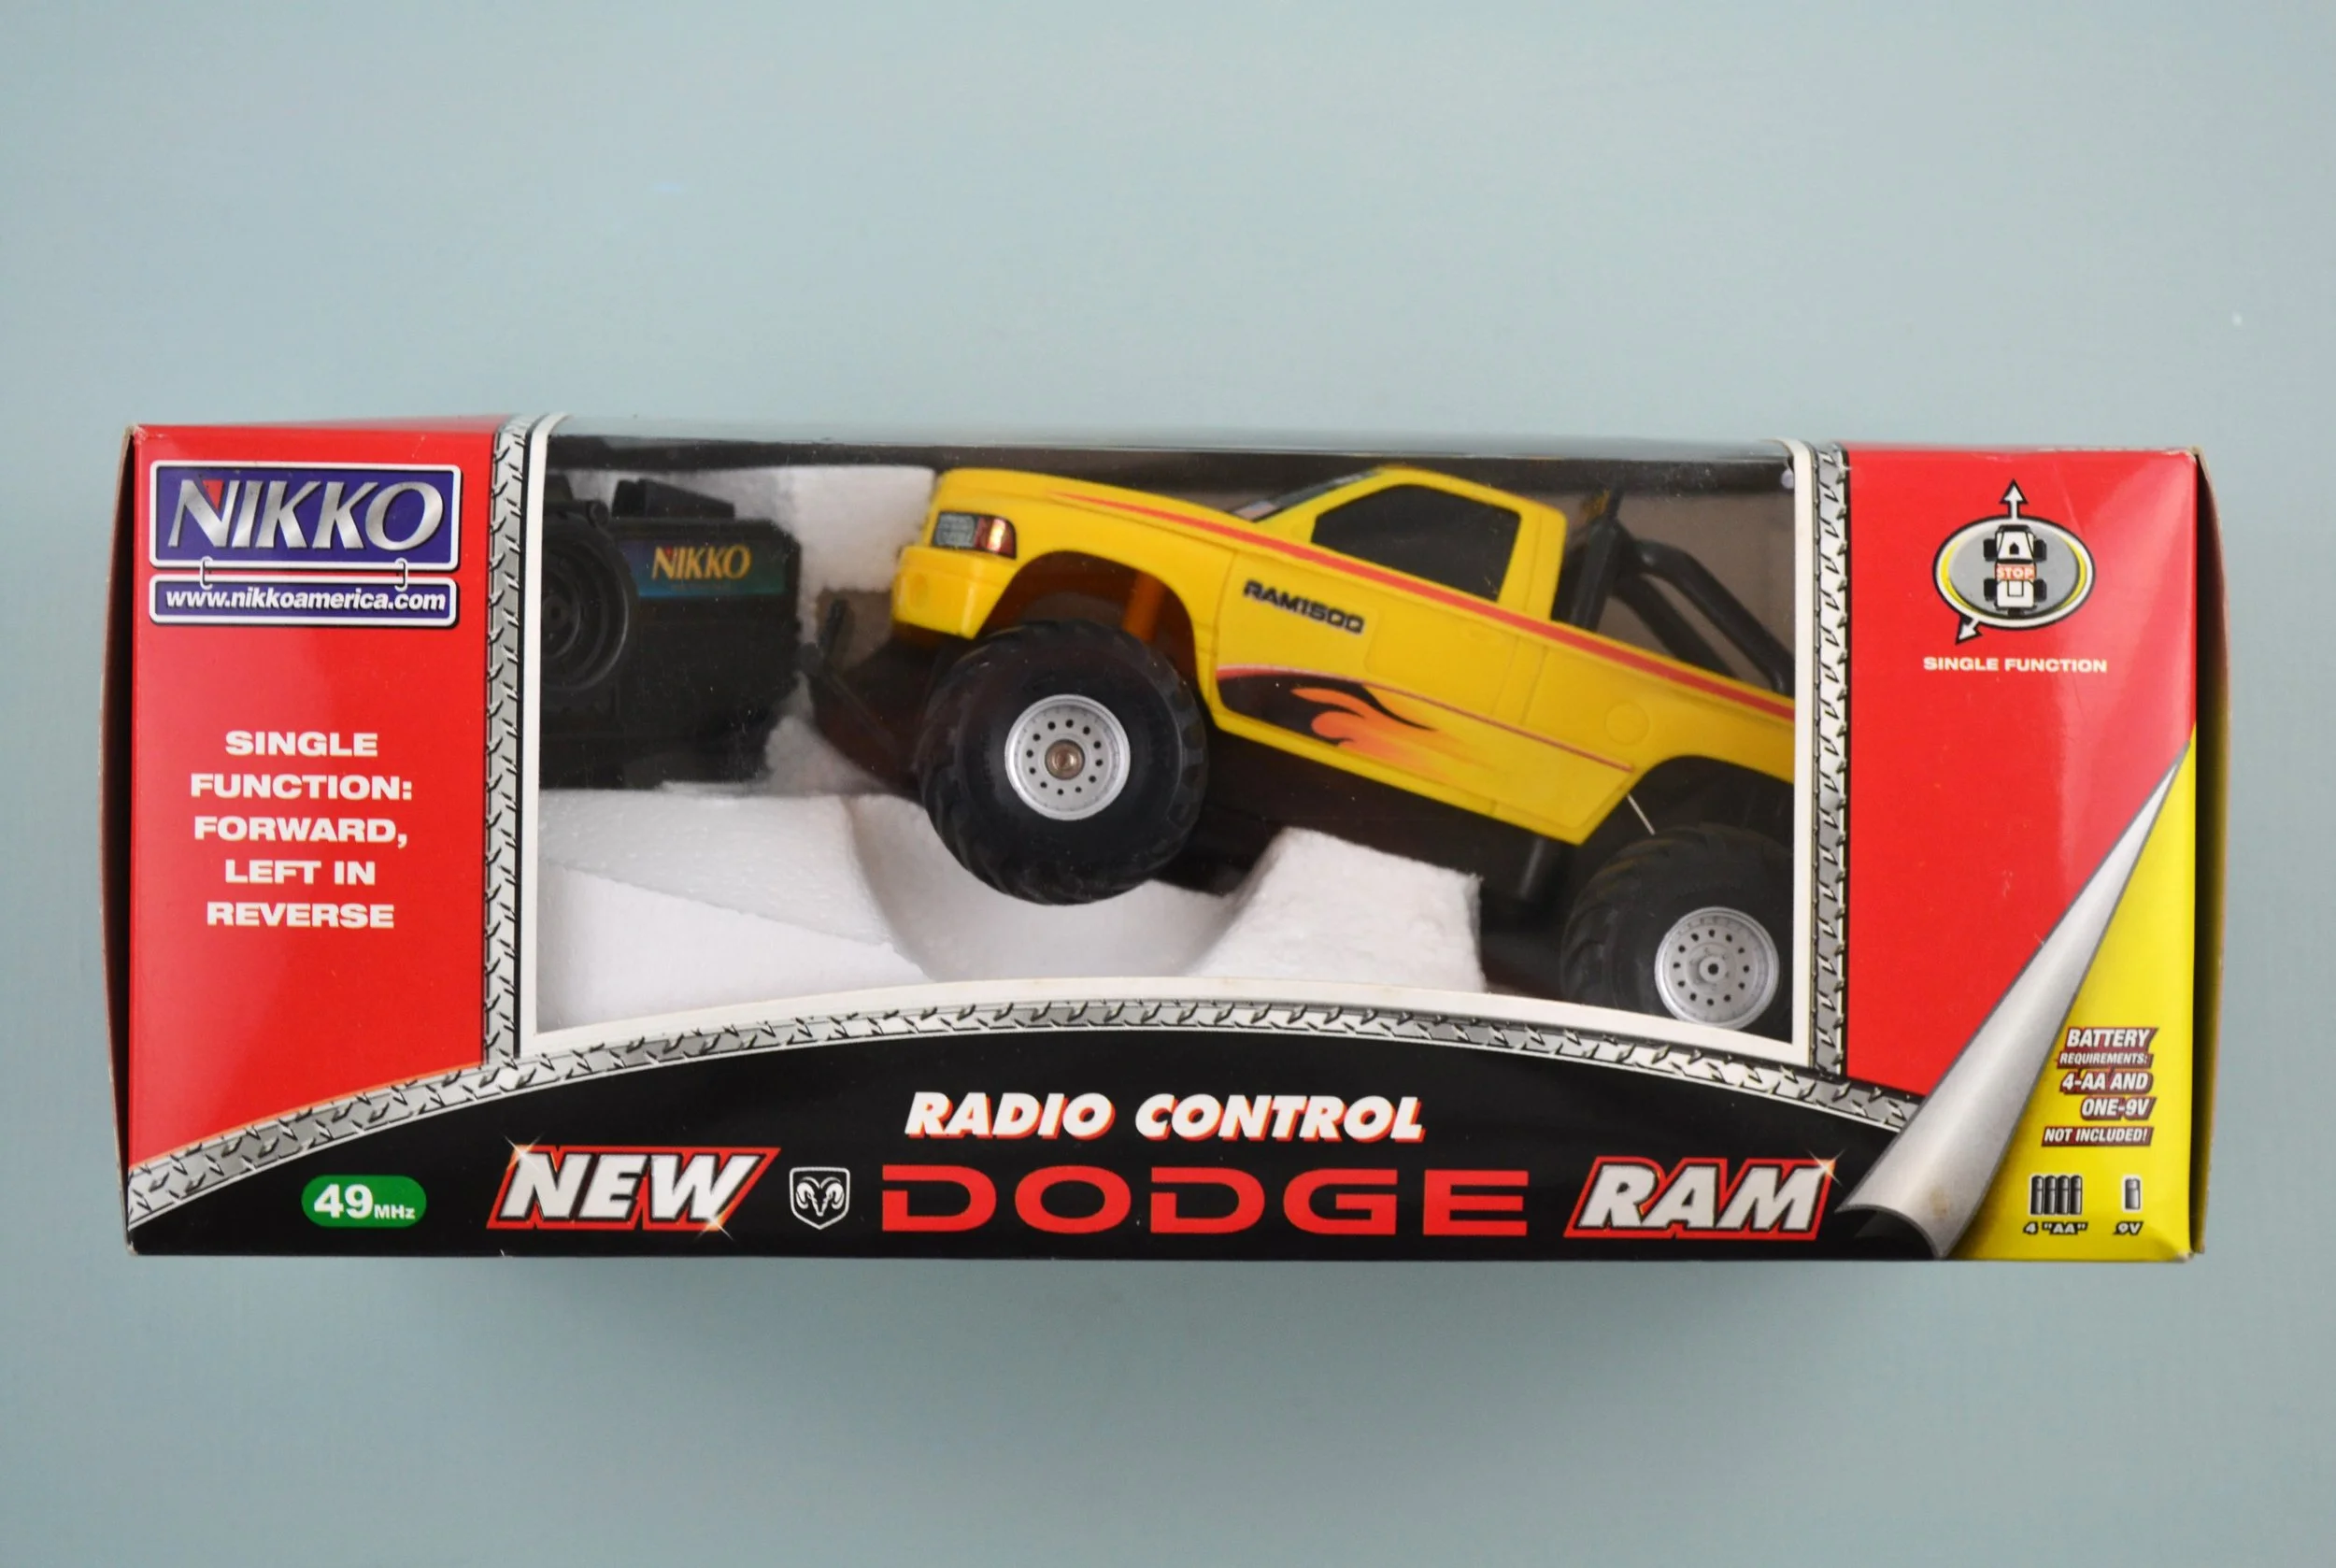 NIKKO
www.nikkoamerica.com
SINGLE
FUNCTION:
FORWARD,
LEFT IN
REVERSE
NIKKO
RAM1500
STOP
SINGLE FUNCTION
BATTERY
REQUIREMENTS:
4-AA AND
ONE-9V
NOT INCLUDED!
4 "AA" 9V
RADIO CONTROL
49MHz
NEW DODGE RAM